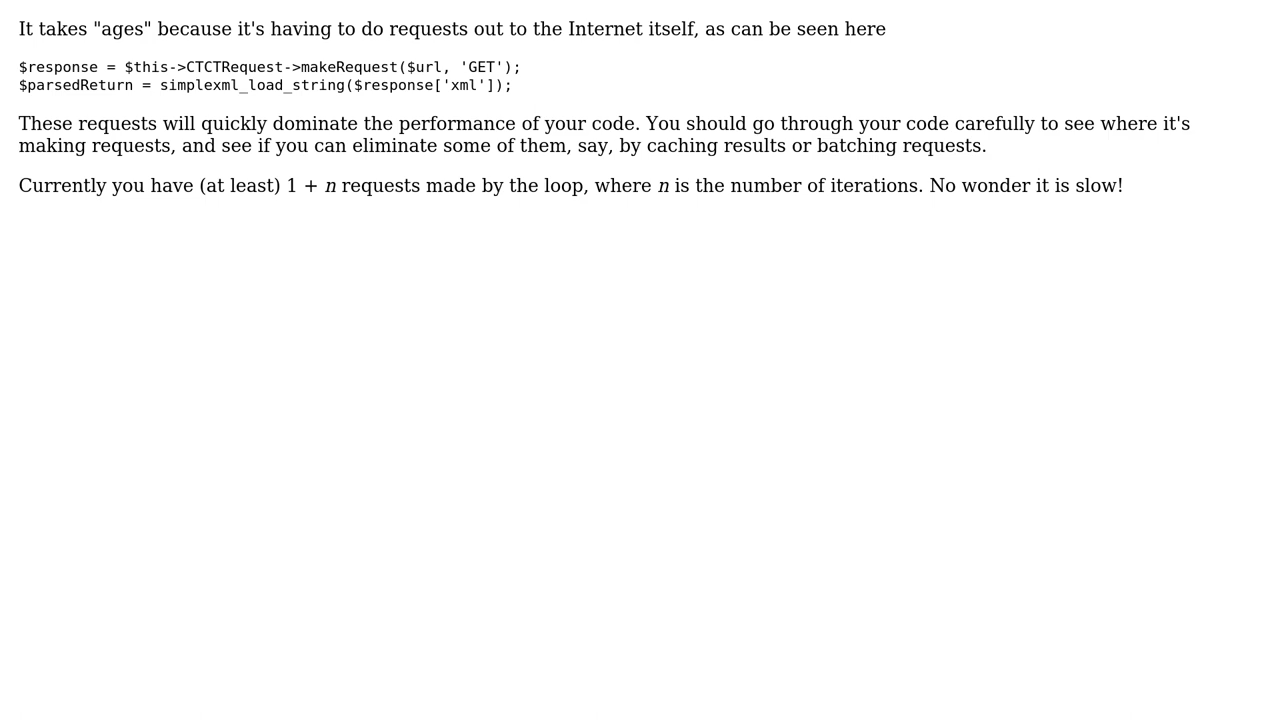 It takes "ages" because it's having to do requests out to the Internet itself, as can be seen here
$response = $this->CTCTRequest->makeRequest($url, 'GET');
$parsedReturn = simplexml_load_string($response['xml']);
These requests will quickly dominate the performance of your code. You should go through your code carefully to see where it's
making requests, and see if you can eliminate some of them, say, by caching results or batching requests.
Currently you have (at least) 1 + n requests made by the loop, where n is the number of iterations. No wonder it is slow!